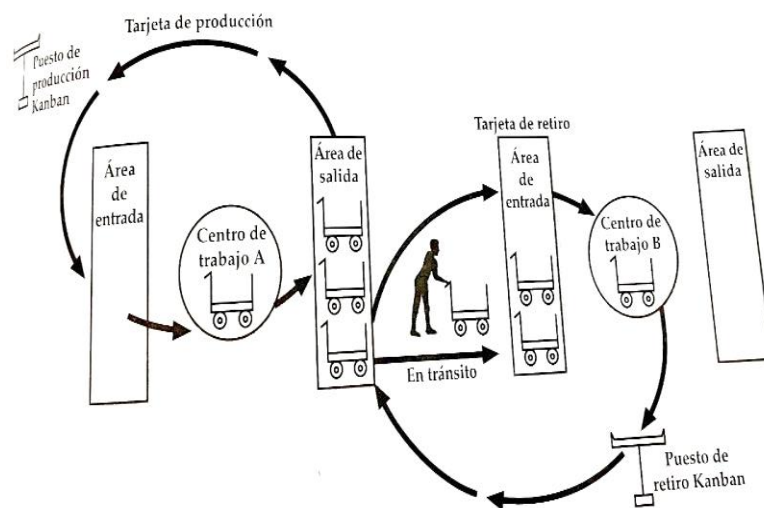 Tarjeta de producción
Puesto de
producción
Kanban
Área
de
entrada
Centro de
trabajo A
Área de
salida
Tarjeta de retiro
Área
de
entrada
Centro de
trabajo B
Área de
salida
En tránsito
Puesto de
retiro Kanban